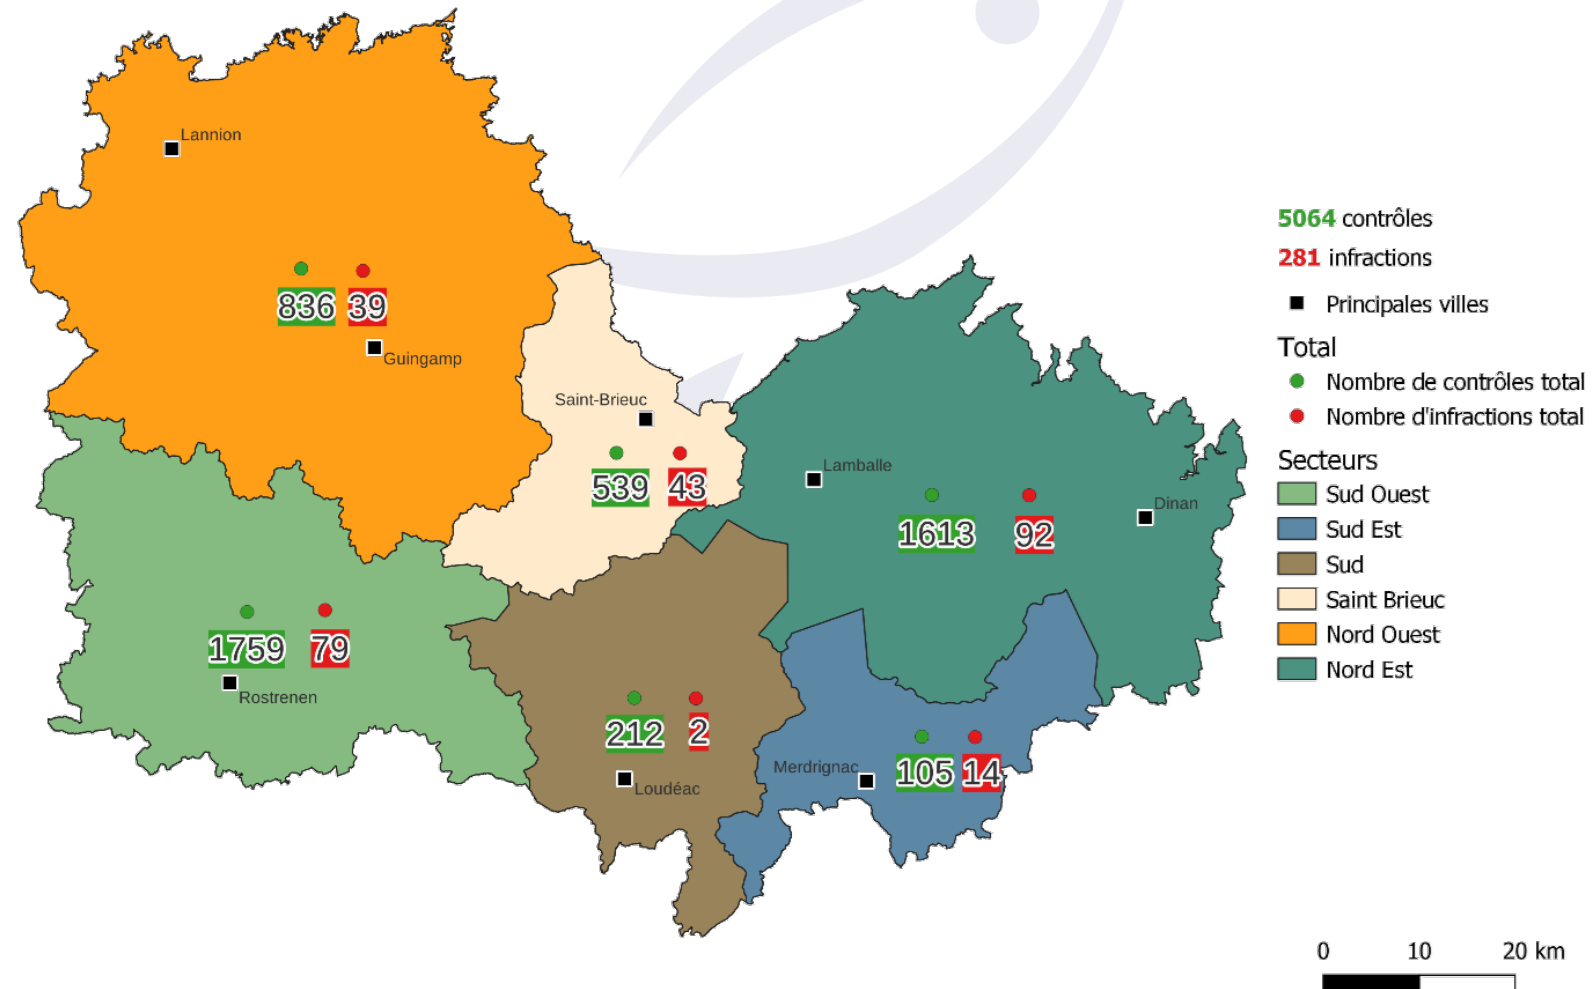 Lannion
836 39
Guingamp
Saint-Brieuc
539 43
Lamballe
Dinan
1613 92
1759 79
Rostrenen
212 2
Loudéac
Merdrignac
105 14
5064 contrôles
281 infractions
Principales villes
Total
Nombre de contrôles total
Nombre d'infractions total
Secteurs
Sud Ouest
Sud Est
Sud
Saint Brieuc
Nord Ouest
Nord Est
0 10 20 km